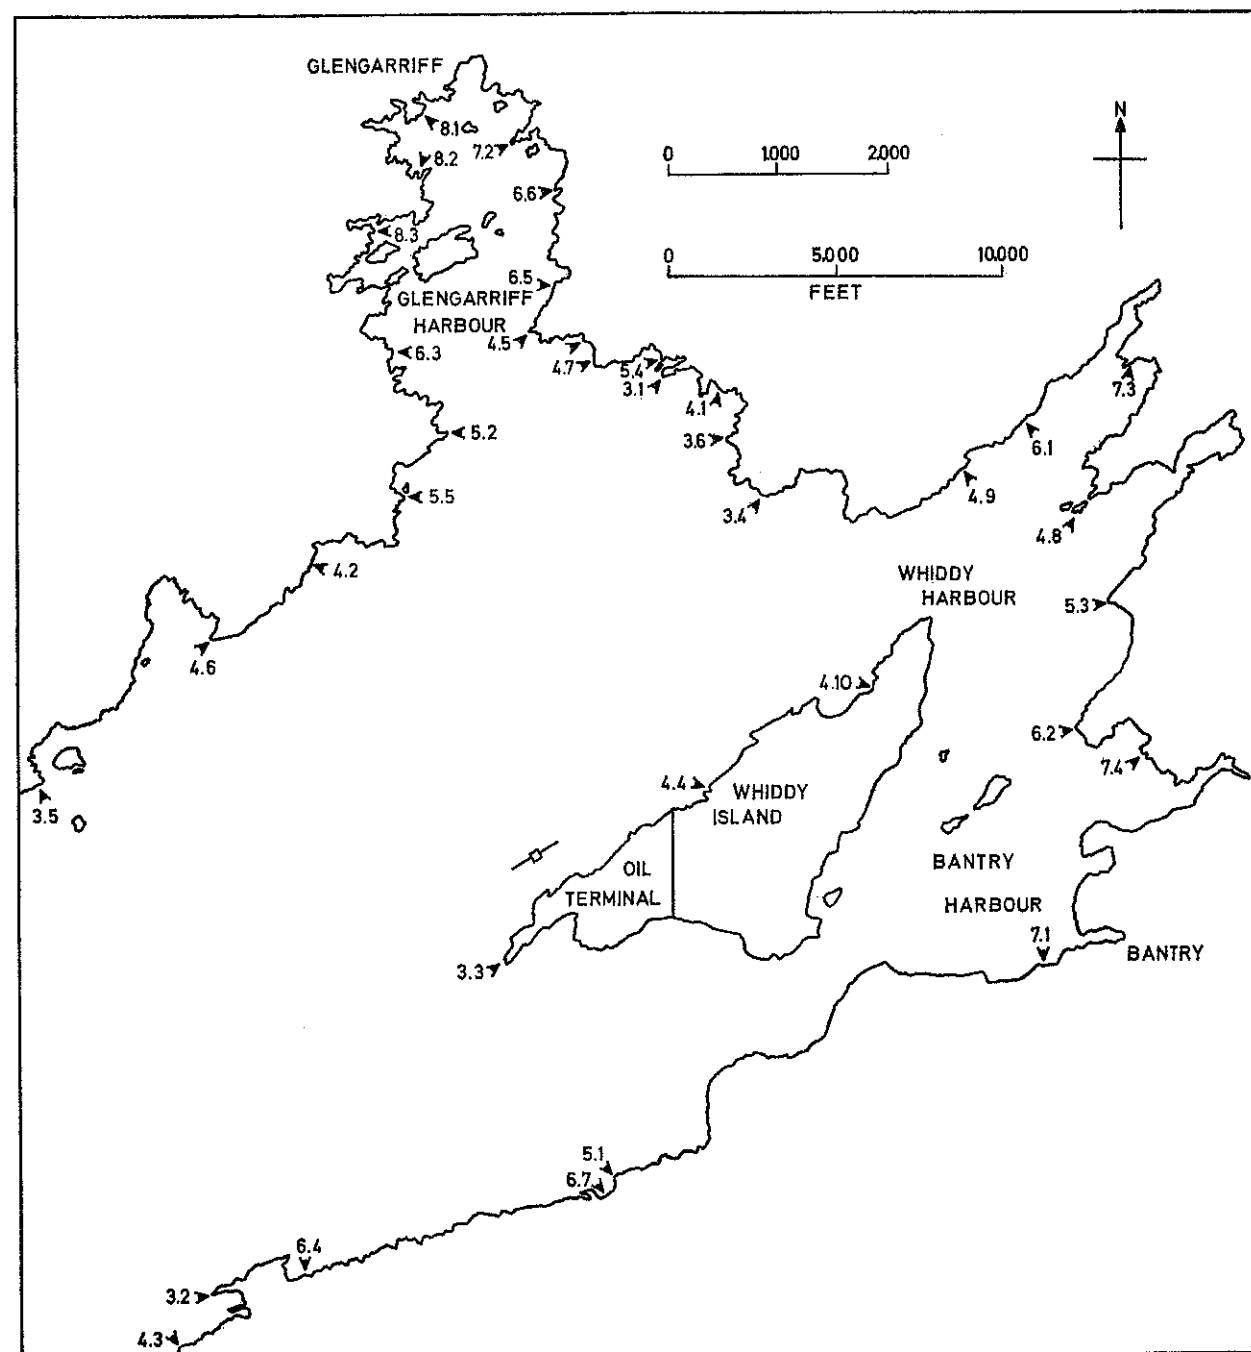 GLENGARRIFF
8.1
7.2
8.2
N
0 1.000 2.000
6.6
8.3
0 5.000 10.000
FEET
6.5
GLENGARRIFF
HARBOUR
4.5
6.3
4.7
5.4
3.1
4.1
7.3
5.2
3.6
6.1
5.5
4.9
3.4
4.8
4.2
WHIDDY
HARBOUR
5.3
4.6
4.10
6.2
7.4
4.4
WHIDDY
ISLAND
3.5
OIL
TERMINAL
BANTRY
HARBOUR
7.1
BANTRY
3.3
5.1
6.7
6.4
3.2
4.3